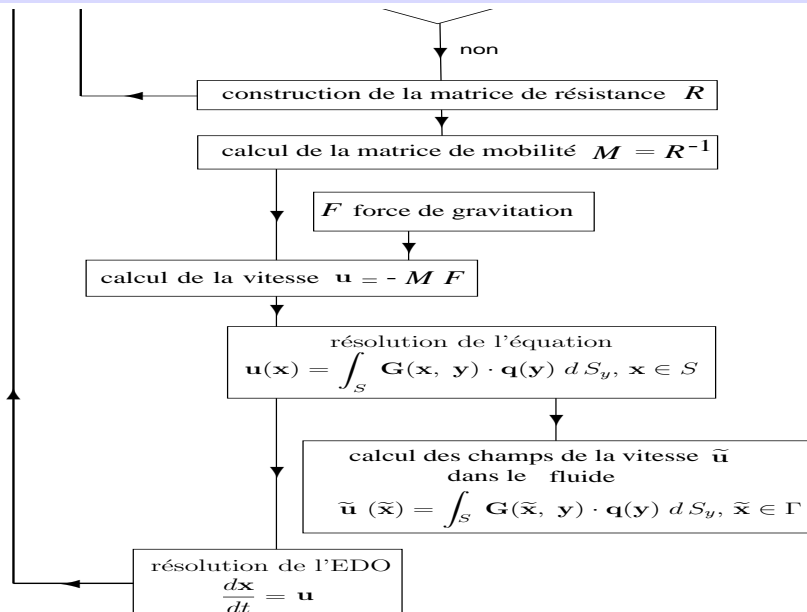 non
construction de la matrice de résistance R
calcul de la matrice de mobilité M = R⁻¹
F force de gravitation
calcul de la vitesse u = - M F
résolution de l'équation
u(x) = ∫_S G(x, y) · q(y) d S_y, x ∈ S
calcul des champs de la vitesse ũ
dans le fluide
ũ (x̃) = ∫_S G(x̃, y) · q(y) d S_y, x̃ ∈ Γ
résolution de l'EDO
dx/dt = u